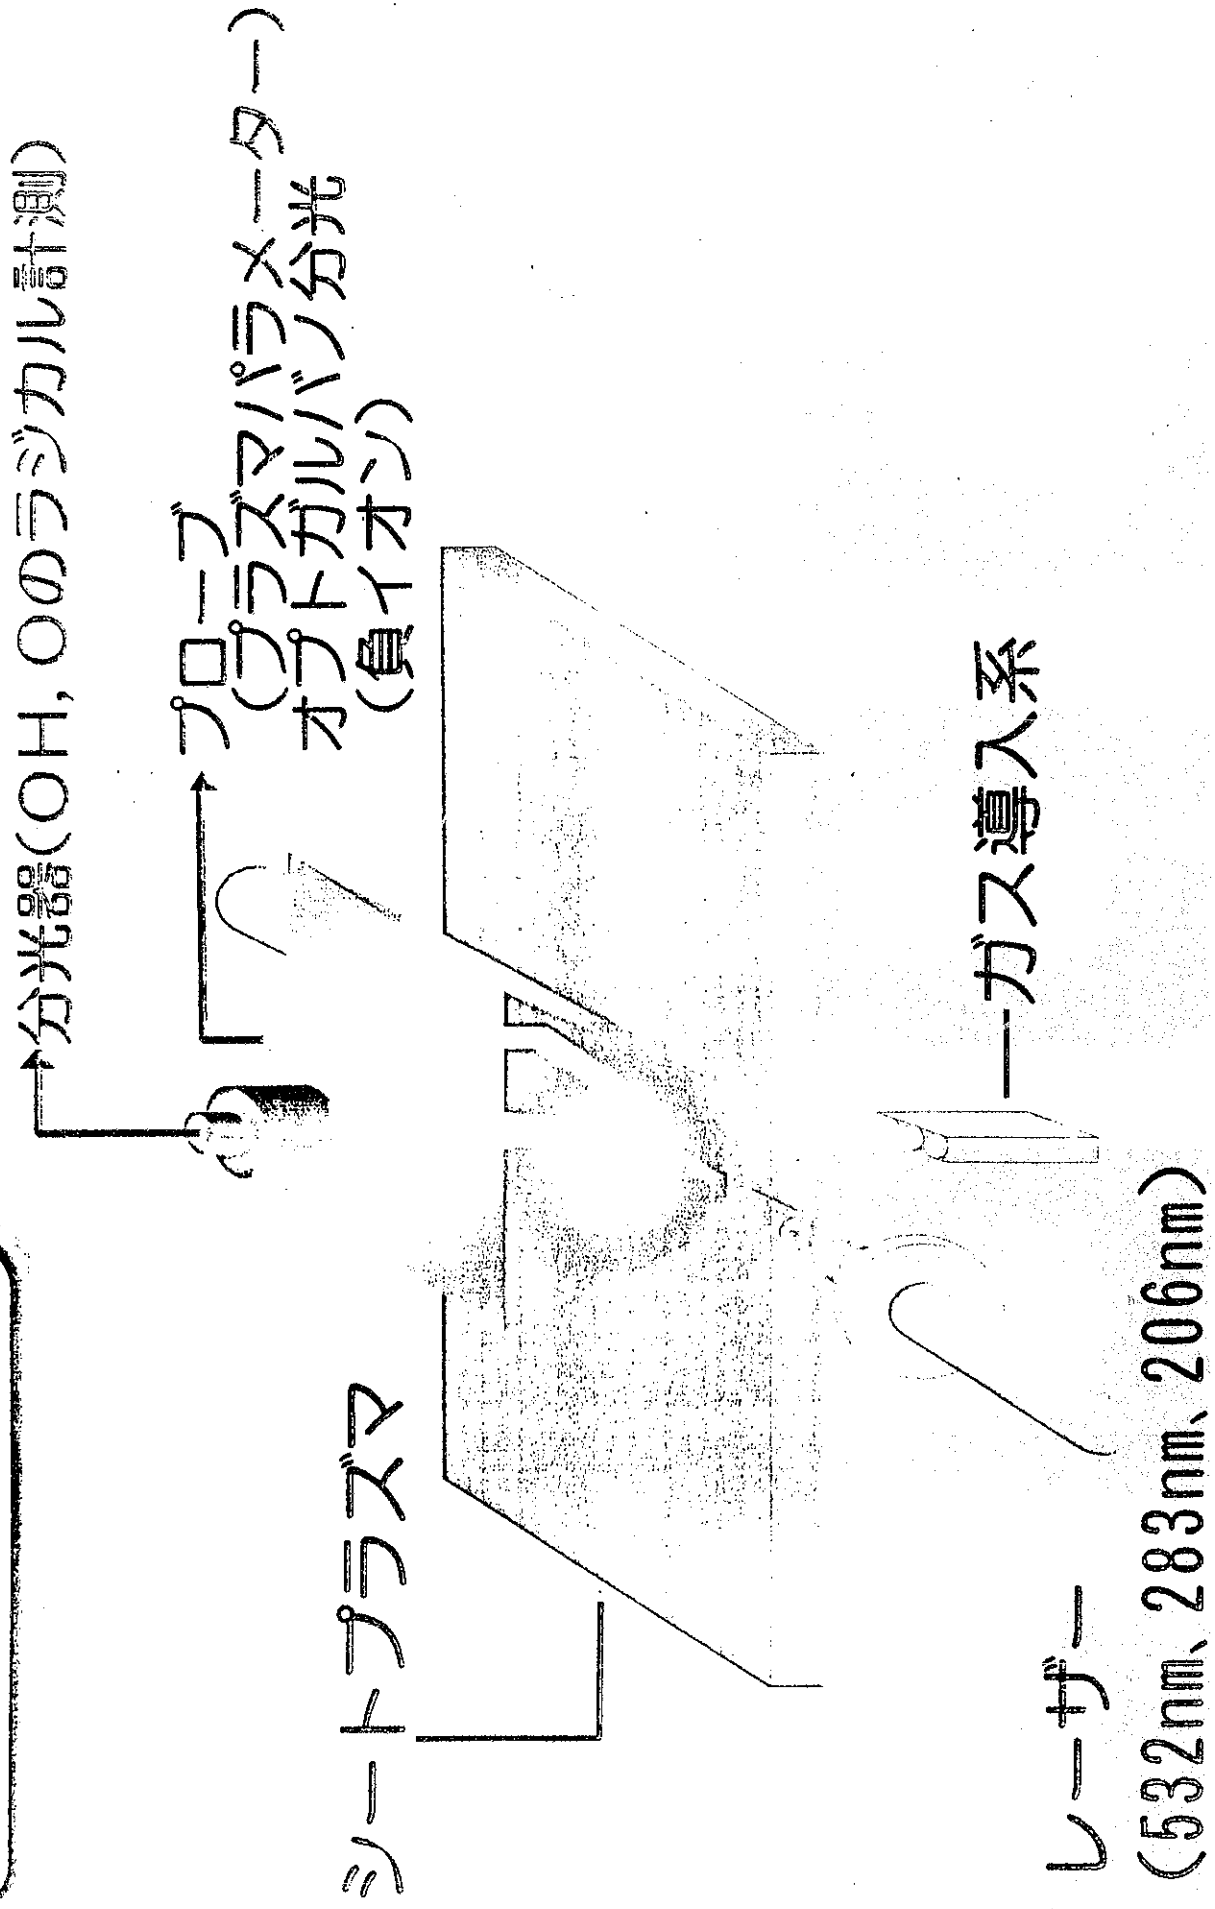 分光器(OH, Oのラジカル計測)
プローブ
(プラズマパラメーター)
オプトガルバノ分光
(負イオン)
シートプラズマ
ガス導入系
レーザー
(532nm、283nm、206nm)